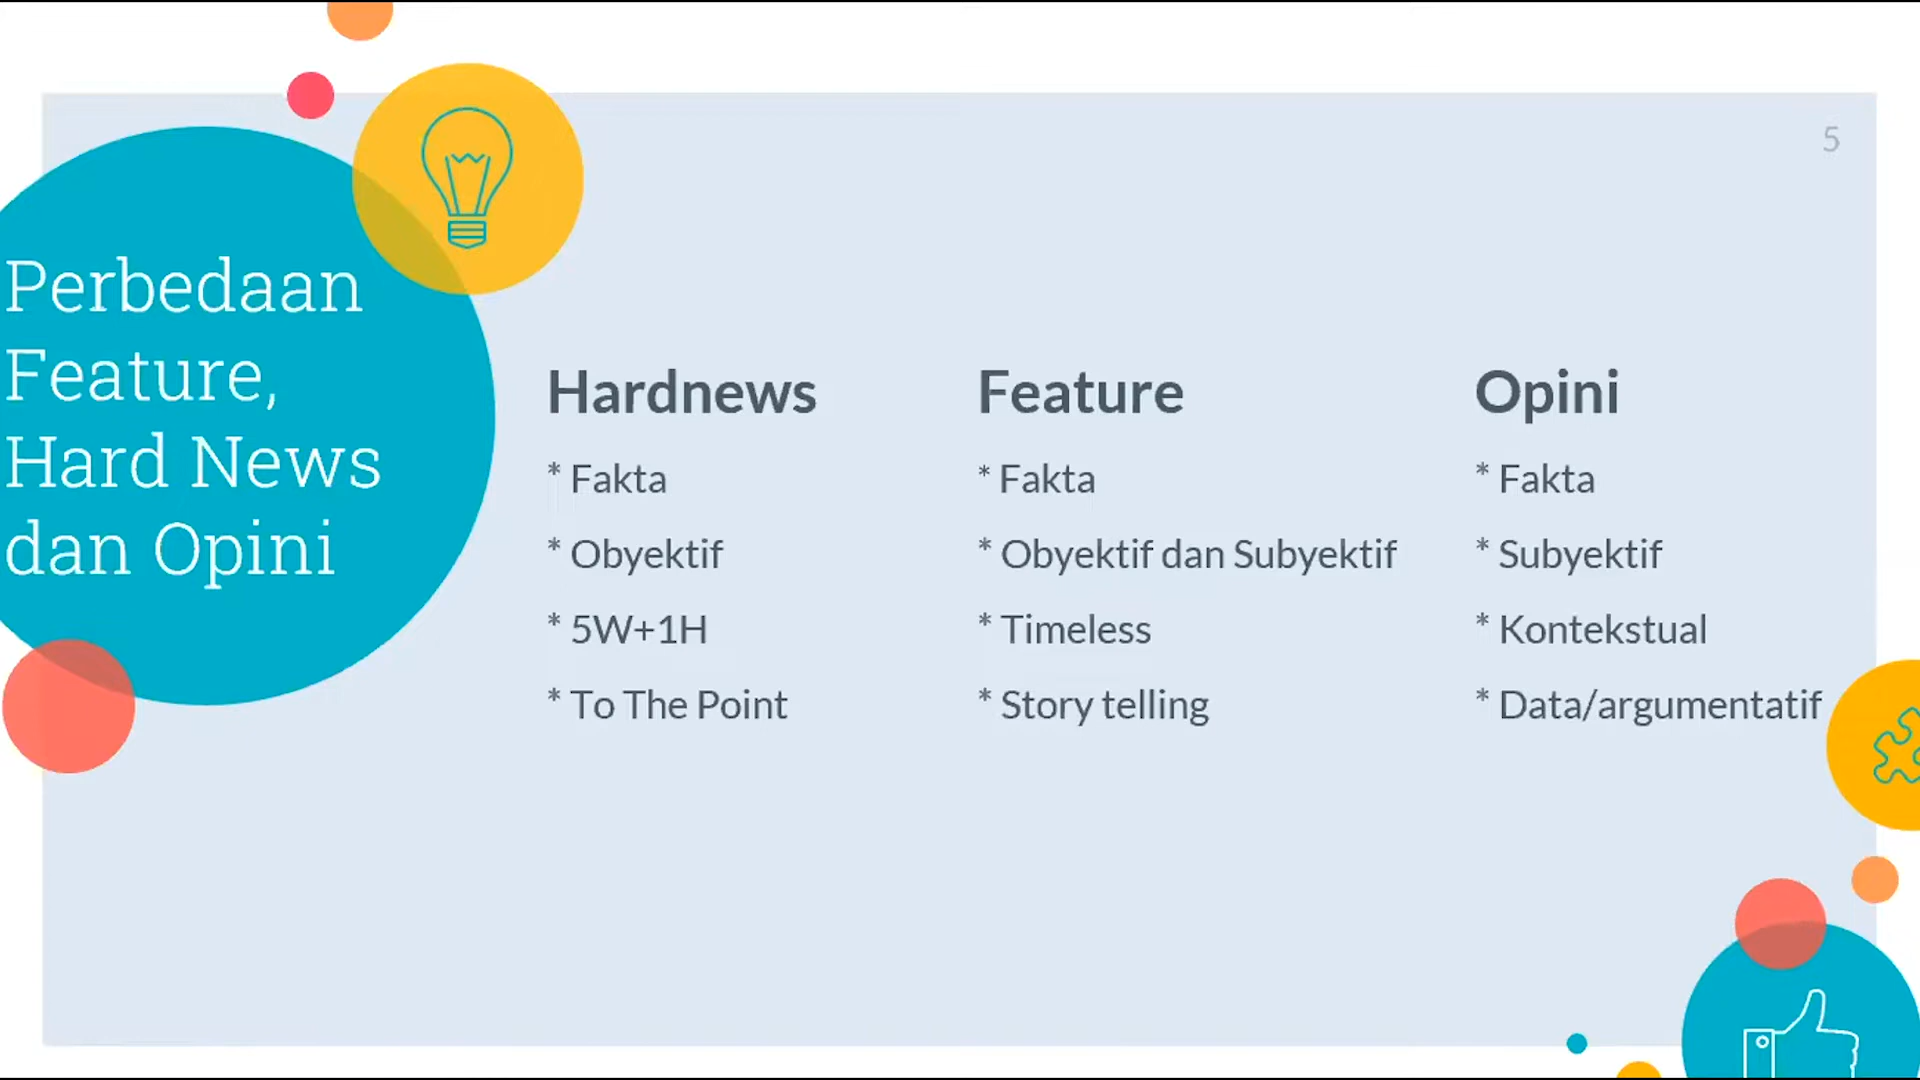 5
Perbedaan
Feature,
Hard News
dan Opini
Hardnews
* Fakta
* Obyektif
* 5W+1H
* To The Point
Feature
* Fakta
* Obyektif dan Subyektif
* Timeless
* Story telling
Opini
* Fakta
* Subyektif
* Kontekstual
* Data/argumentatif